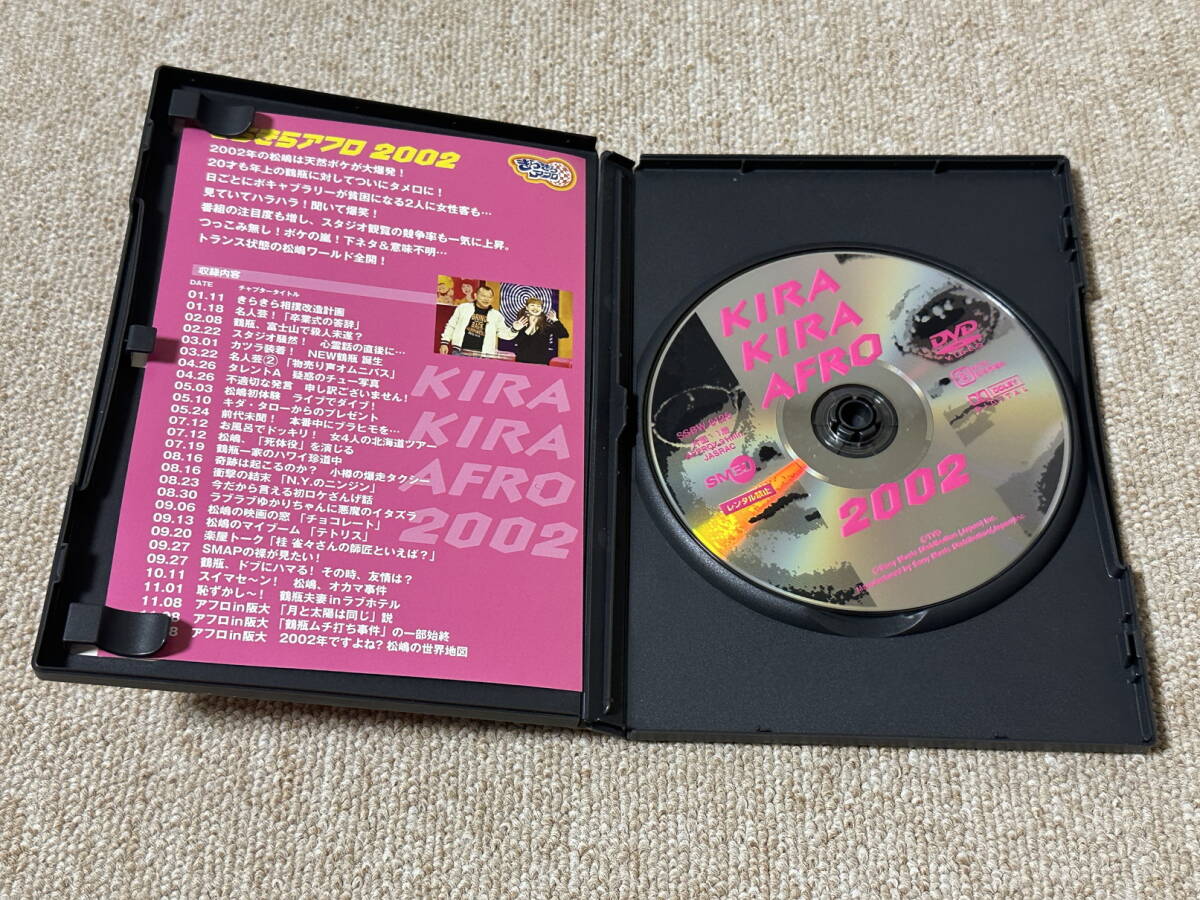 きらきらアフロ 2002
2002年の松嶋は天然ボケが大爆発！
20才も年上の鶴瓶に対してついにタメ口に！
日ごとにボキャブラリーが貧困になる2人に女性客も…
見ていてハラハラ！聞いて爆笑！
番組の注目度も増し、スタジオ観覧の競争率も一気に上昇。
つっこみ無し！ボケの嵐！下ネタ＆意味不明…
トランス状態の松嶋ワールド全開！
きらきらアフロ
収録内容
DATE チャプタータイトル
01.11 きらきら相撲改造計画
01.18 名人芸！「卒業式の答辞」
02.08 鶴瓶、富士山で殺人未遂？
02.22 スタジオ騒然！ 心霊話の直後に…
03.01 カツラ装着！ NEW鶴瓶 誕生
03.22 名人芸②「物売り声オムニバス」
04.26 タレントA 疑惑のチュー写真
04.26 不適切な発言 申し訳ございません！
05.03 松嶋初体験 ライブでダイブ！
05.10 キダ・タローからのプレゼント
05.24 前代未聞！ 本番中にブラヒモを…
07.12 お風呂でドッキリ！ 女4人の北海道ツアー
07.12 松嶋、「死体役」を演じる
07.19 鶴瓶一家のハワイ珍道中
08.16 奇跡は起こるのか？ 小樽の爆走タクシー
08.16 衝撃の結末「N.Y.のニンジン」
08.23 今だから言える初ロケざんげ話
08.30 ラブラブゆかりちゃんに悪魔のイタズラ
09.06 松嶋の映画の窓「チョコレート」
09.13 松嶋のマイブーム「テトリス」
09.20 楽屋トーク「桂 雀々さんの師匠といえば？」
09.27 SMAPの裸が見たい！
09.27 鶴瓶、ドブにハマる！ その時、友情は？
10.11 スイマセ〜ン！ 松嶋、オカマ事件
11.01 恥ずかし〜！ 鶴瓶夫妻inラブホテル
11.08 アフロin阪大「月と太陽は同じ」説
アフロin阪大「鶴瓶ムチ打ち事件」の一部始終
アフロin阪大 2002年ですよね？松嶋の世界地図
KIRA
KIRA
AFRO
2002
KIRA
KIRA
AFRO
DVD
DOLBY
DIGITAL
JASRAC
SMEJ
レンタル禁止
2002